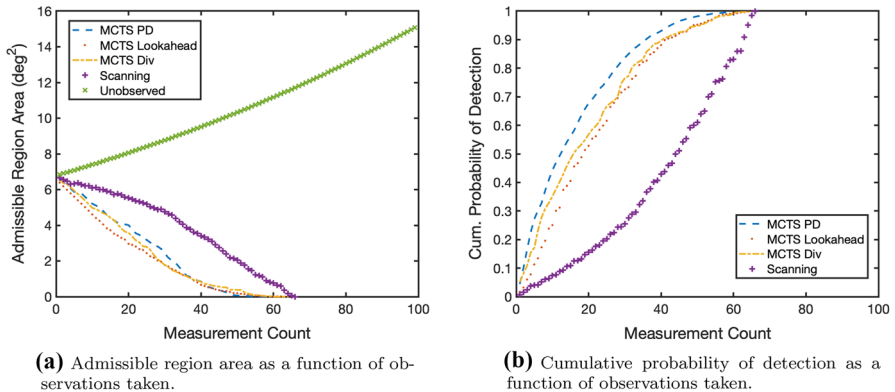 16
14
12
10
8
6
4
2
0
Admissible Region Area (deg²)
MCTS PD
MCTS Lookahead
MCTS Div
Scanning
Unobserved
0 20 40 60 80 100
Measurement Count
(a) Admissible region area as a function of ob-
servations taken.
1
0.9
0.8
0.7
0.6
0.5
0.4
0.3
0.2
0.1
0
Cum. Probability of Detection
MCTS PD
MCTS Lookahead
MCTS Div
Scanning
0 20 40 60 80 100
Measurement Count
(b) Cumulative probability of detection as a
function of observations taken.